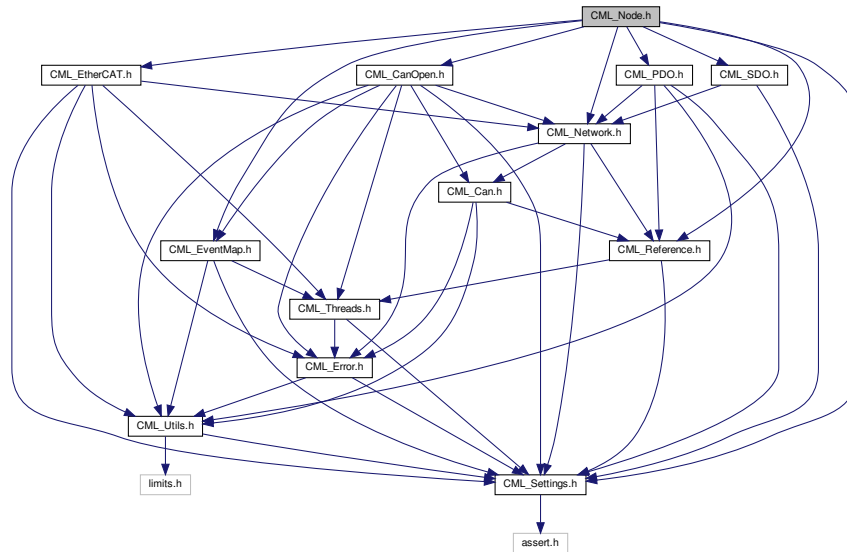 CML_Node.h
CML_EtherCAT.h
CML_CanOpen.h
CML_PDO.h
CML_SDO.h
CML_Network.h
CML_Can.h
CML_EventMap.h
CML_Reference.h
CML_Threads.h
CML_Error.h
CML_Utils.h
limits.h
CML_Settings.h
assert.h